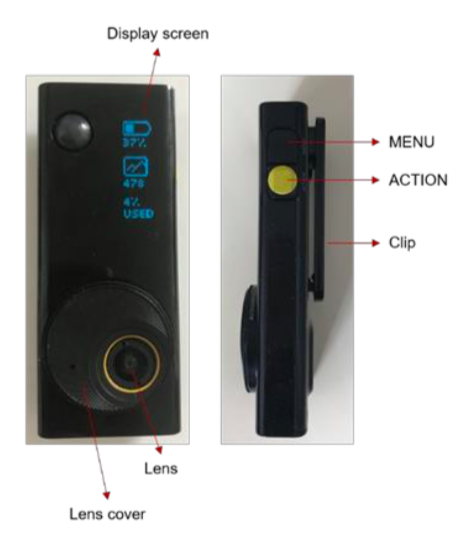 Display screen
37%
478
4%
USED
MENU
ACTION
Clip
Lens
Lens cover